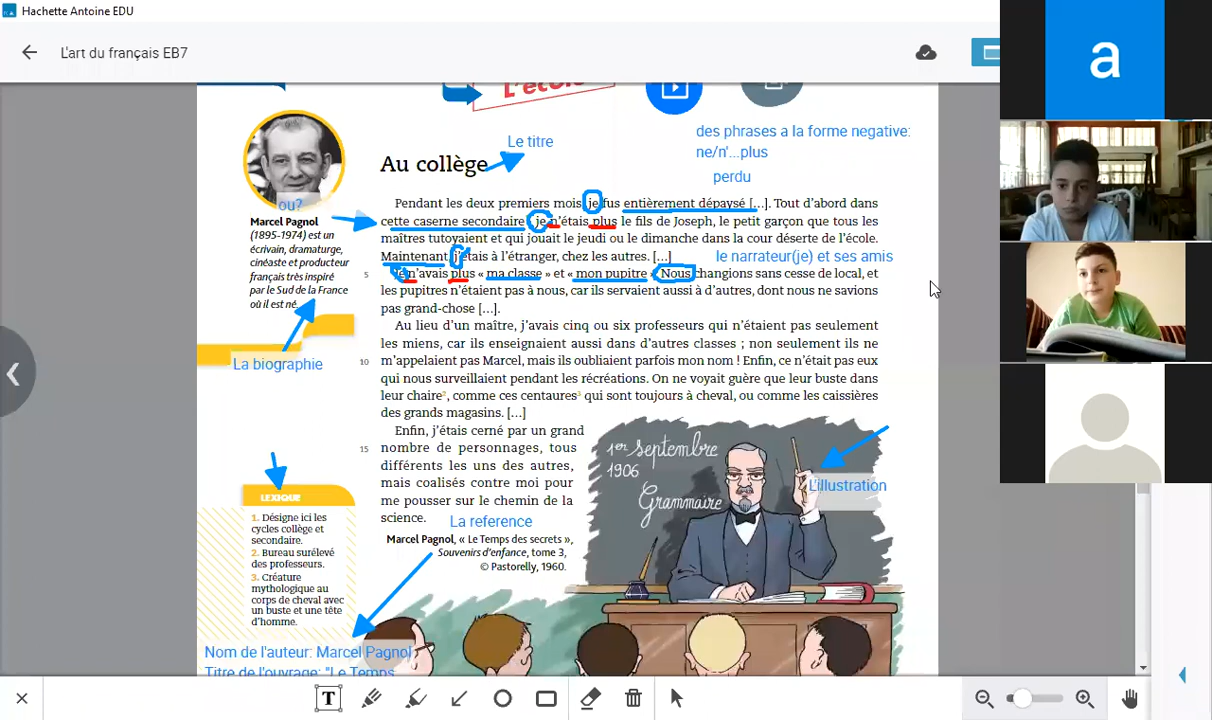 Hachette Antoine EDU
L'art du français EB7
L'école
a
Le titre
des phrases a la forme negative:
ne/n'...plus
perdu
Au collège
ou?
Marcel Pagnol
(1895-1974) est un
écrivain, dramaturge,
cinéaste et producteur
français très inspiré
par le Sud de la France
où il est né.
La biographie
Pendant les deux premiers mois, je fus entièrement dépaysé [...]. Tout d'abord dans
cette caserne secondaire je n'étais plus le fils de Joseph, le petit garçon que tous les
maîtres tutoyaient et qui jouait le jeudi ou le dimanche dans la cour déserte de l'école.
Maintenant, j'étais à l'étranger, chez les autres. [...]
le narrateur(je) et ses amis
5
Je n'avais plus « ma classe » et « mon pupitre ». Nous changions sans cesse de local, et
les pupitres n'étaient pas à nous, car ils servaient aussi à d'autres, dont nous ne savions
pas grand-chose [...].
Au lieu d'un maître, j'avais cinq ou six professeurs qui n'étaient pas seulement
les miens, car ils enseignaient aussi dans d'autres classes ; non seulement ils ne
10
m'appelaient pas Marcel, mais ils oubliaient parfois mon nom ! Enfin, ce n'était pas eux
qui nous surveillaient pendant les récréations. On ne voyait guère que leur buste dans
leur chaire², comme ces centaures³ qui sont toujours à cheval, ou comme les caissières
des grands magasins. [...]
Enfin, j'étais cerné par un grand
15
nombre de personnages, tous
différents les uns des autres,
mais coalisés contre moi pour
me pousser sur le chemin de la
science.
La reference
Marcel Pagnol, « Le Temps des secrets »,
Souvenirs d'enfance, tome 3,
© Pastorelly, 1960.
1er septembre
1906
Grammaire
L'illustration
LEXIQUE
1. Désigne ici les
cycles collège et
secondaire.
2. Bureau surélevé
des professeurs.
3. Créature
mythologique au
corps de cheval avec
un buste et une tête
d'homme.
Nom de l'auteur: Marcel Pagnol
Titre de l'ouvrage: "Le Temps
T